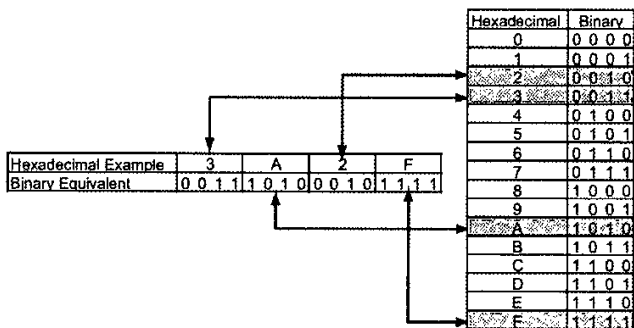 Hexadecimal Binary
0 0 0 0 0
1 0 0 0 1
2 0 0 1 0
3 0 0 1 1
4 0 1 0 0
5 0 1 0 1
6 0 1 1 0
7 0 1 1 1
8 1 0 0 0
9 1 0 0 1
A 1 0 1 0
B 1 0 1 1
C 1 1 0 0
D 1 1 0 1
E 1 1 1 0
F 1 1 1 1
Hexadecimal Example 3 A 2 F
Binary Equivalent 0 0 1 1 1 0 1 0 0 0 1 0 1 1 1 1